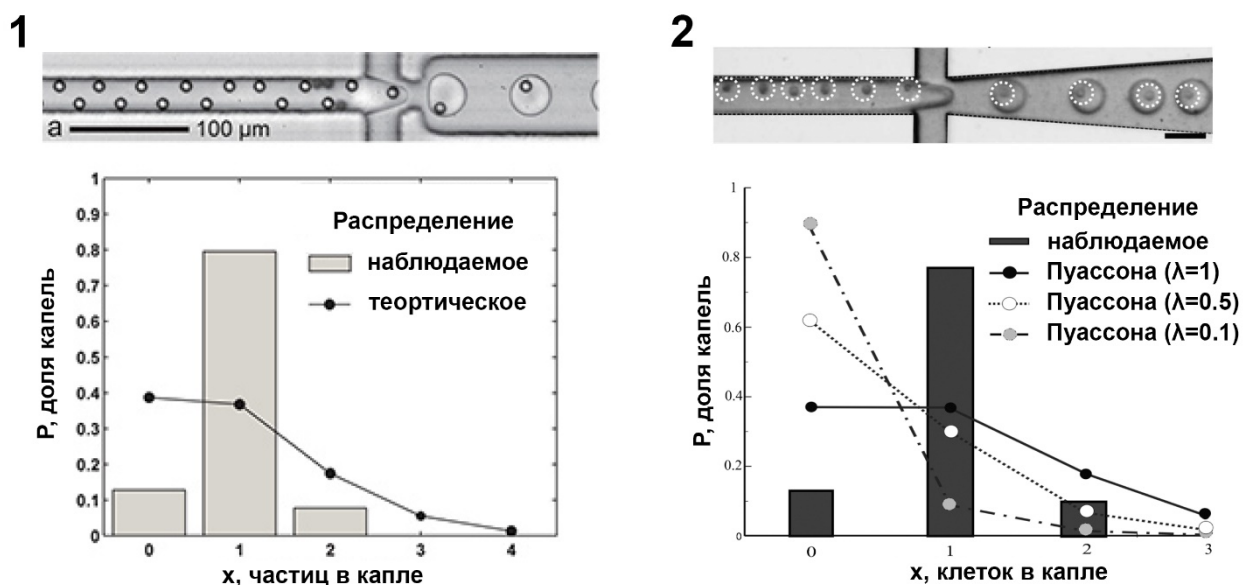 1
a 100 µm
Распределение
наблюдаемое
теортическое
P, доля капель
1
0.9
0.8
0.7
0.6
0.5
0.4
0.3
0.2
0.1
0
0 1 2 3 4
x, частиц в капле
2
Распределение
наблюдаемое
Пуассона (λ=1)
Пуассона (λ=0.5)
Пуассона (λ=0.1)
P, доля капель
1
0.8
0.6
0.4
0.2
0
0 1 2 3
x, клеток в капле